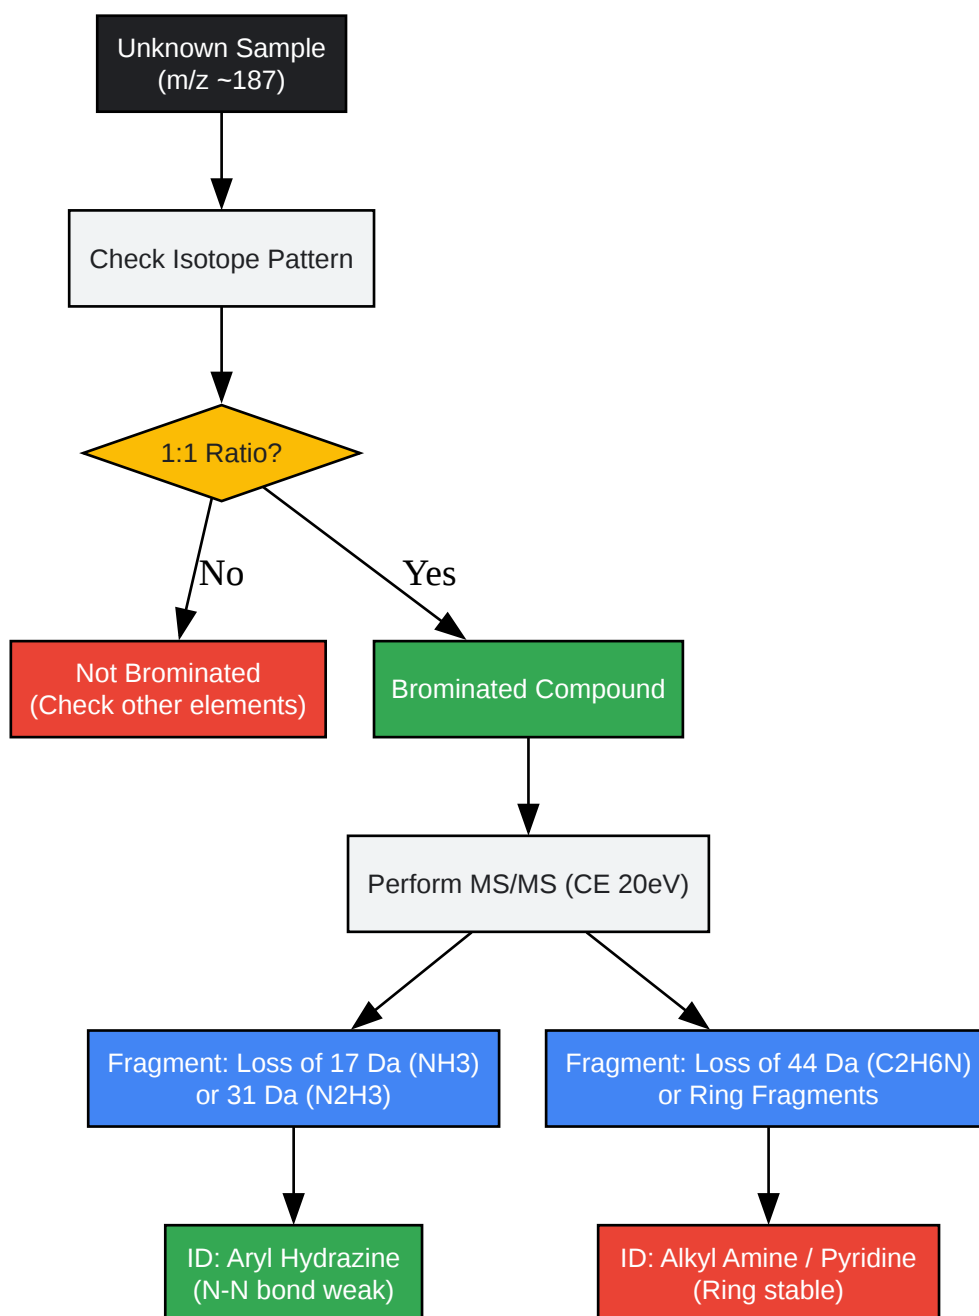 Unknown Sample
(m/z ~187)
Check Isotope Pattern
1:1 Ratio?
No
Yes
Not Brominated
(Check other elements)
Brominated Compound
Perform MS/MS (CE 20eV)
Fragment: Loss of 17 Da (NH3)
or 31 Da (N2H3)
Fragment: Loss of 44 Da (C2H6N)
or Ring Fragments
ID: Aryl Hydrazine
(N-N bond weak)
ID: Alkyl Amine / Pyridine
(Ring stable)